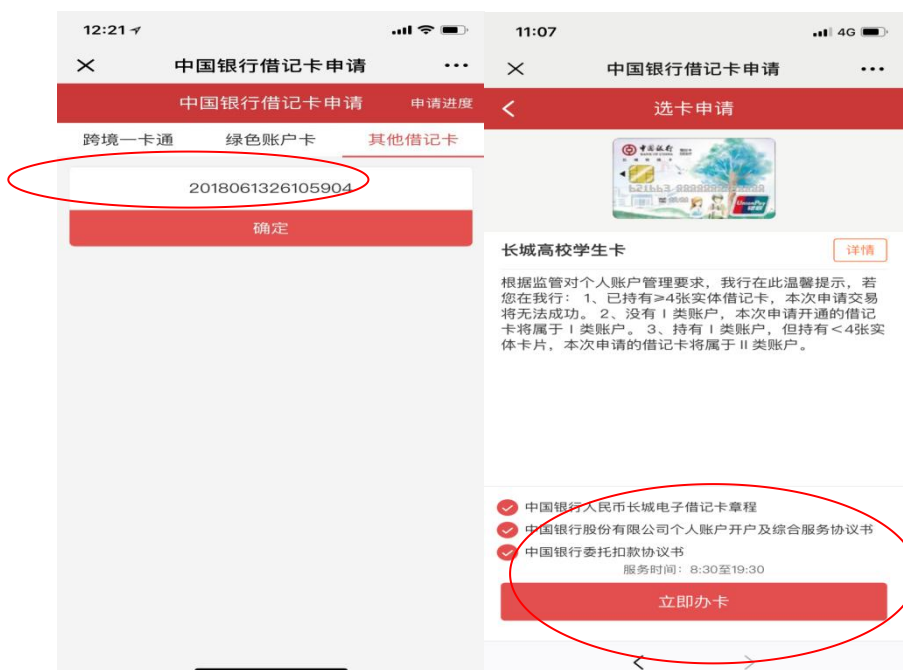 12:21
中国银行借记卡申请
中国银行借记卡申请
申请进度
跨境一卡通
绿色账户卡
其他借记卡
2018061326105904
确定
11:07
4G
中国银行借记卡申请
选卡申请
中国银行
长城高校学生卡
详情
根据监管对个人账户管理要求，我行在此温馨提示，若
您在我行： 1、已持有≥4张实体借记卡，本次申请交易
将无法成功。 2、没有Ⅰ类账户，本次申请开通的借记
卡将属于Ⅰ类账户。 3、持有Ⅰ类账户，但持有＜4张实
体卡片，本次申请的借记卡将属于Ⅱ类账户。
中国银行人民币长城电子借记卡章程
中国银行股份有限公司个人账户开户及综合服务协议书
中国银行委托扣款协议书
服务时间：8:30至19:30
立即办卡